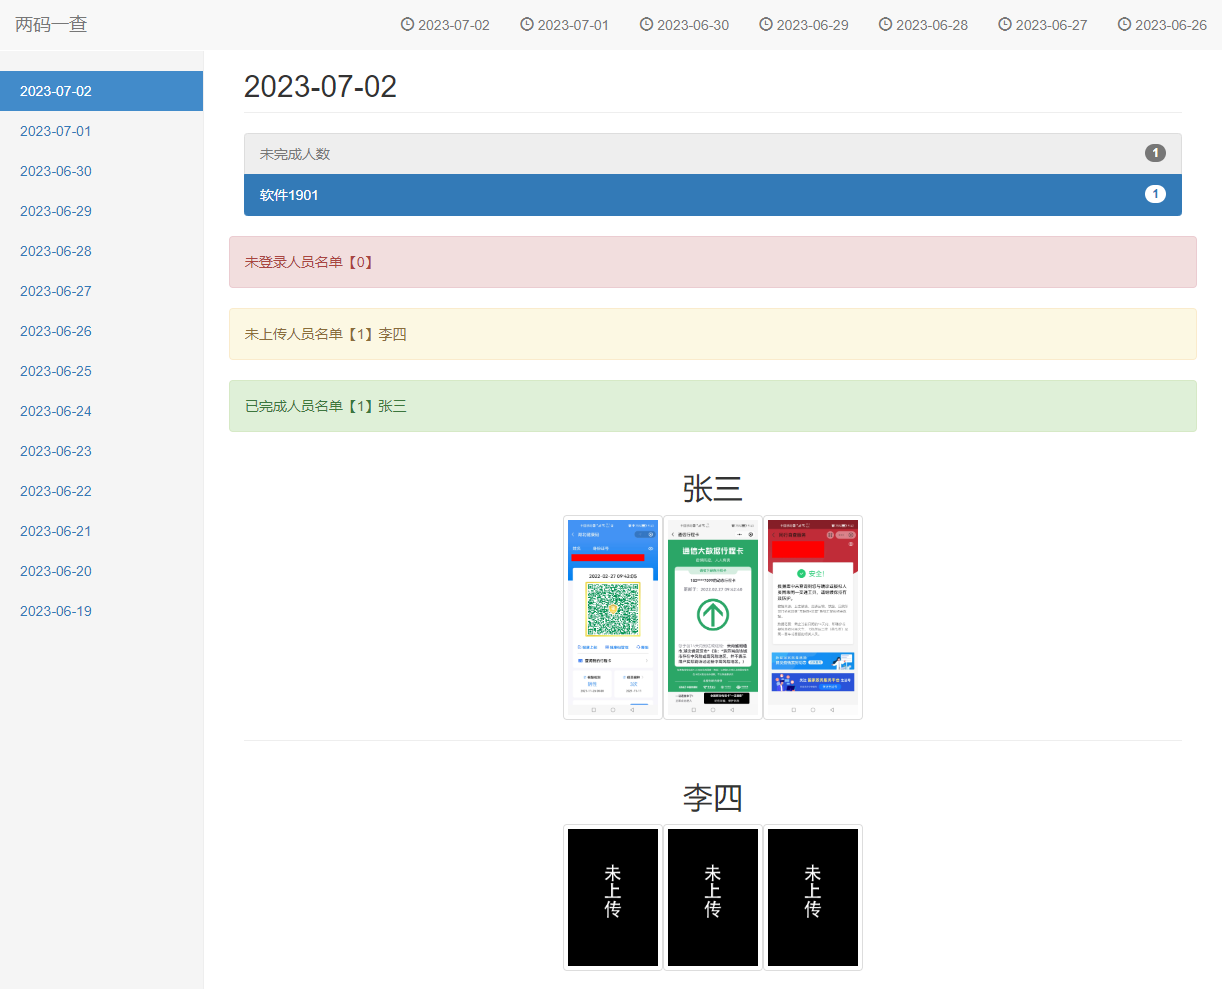 两码一查
2023-07-02 2023-07-01 2023-06-30 2023-06-29 2023-06-28 2023-06-27 2023-06-26
2023-07-02
2023-07-01
2023-06-30
2023-06-29
2023-06-28
2023-06-27
2023-06-26
2023-06-25
2023-06-24
2023-06-23
2023-06-22
2023-06-21
2023-06-20
2023-06-19
2023-07-02
未完成人数 1
软件1901 1
未登录人员名单【0】
未上传人员名单【1】李四
已完成人员名单【1】张三
张三
2022-02-27 09:43:05
通信行程卡
通信大数据行程卡
安全!
李四
未上传
未上传
未上传